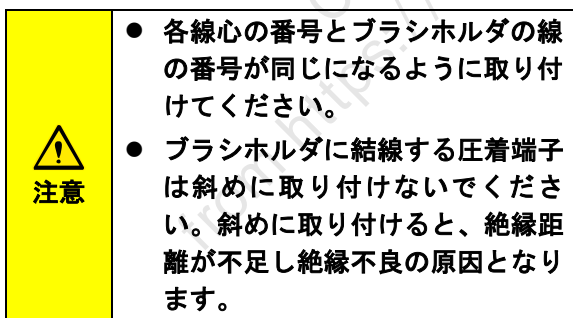 注意
● 各線心の番号とブラシホルダの線
の番号が同じになるように取り付
けてください。
● ブラシホルダに結線する圧着端子
は斜めに取り付けないでくださ
い。斜めに取り付けると、絶縁距
離が不足し絶縁不良の原因となり
ます。